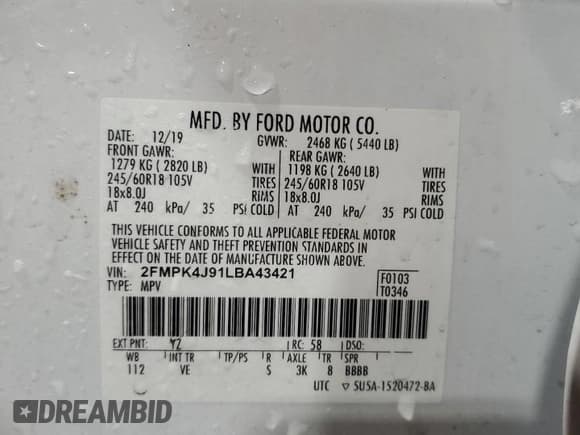 MFD. BY FORD MOTOR CO.
DATE: 12/19 GVWR: 2468 KG ( 5440 LB)
FRONT GAWR: REAR GAWR:
1279 KG ( 2820 LB) WITH 1198 KG ( 2640 LB) WITH
245/60R18 105V TIRES 245/60R18 105V TIRES
18x8.0J RIMS 18x8.0J RIMS
AT 240 kPa/ 35 PSI COLD AT 240 kPa/ 35 PSI COLD
THIS VEHICLE CONFORMS TO ALL APPLICABLE FEDERAL MOTOR
VEHICLE SAFETY AND THEFT PREVENTION STANDARDS IN
EFFECT ON THE DATE OF MANUFACTURE SHOWN ABOVE.
VIN: 2FMPK4J91LBA43421 F0103
TYPE: MPV T0346
EXT PNT: YZ RC: 58 DSO:
WB INT TR TP/PS R AXLE TR SPR
112 VE S 3K 8 BBBB
UTC ▽ SU5A-1520472-BA
DREAMBID